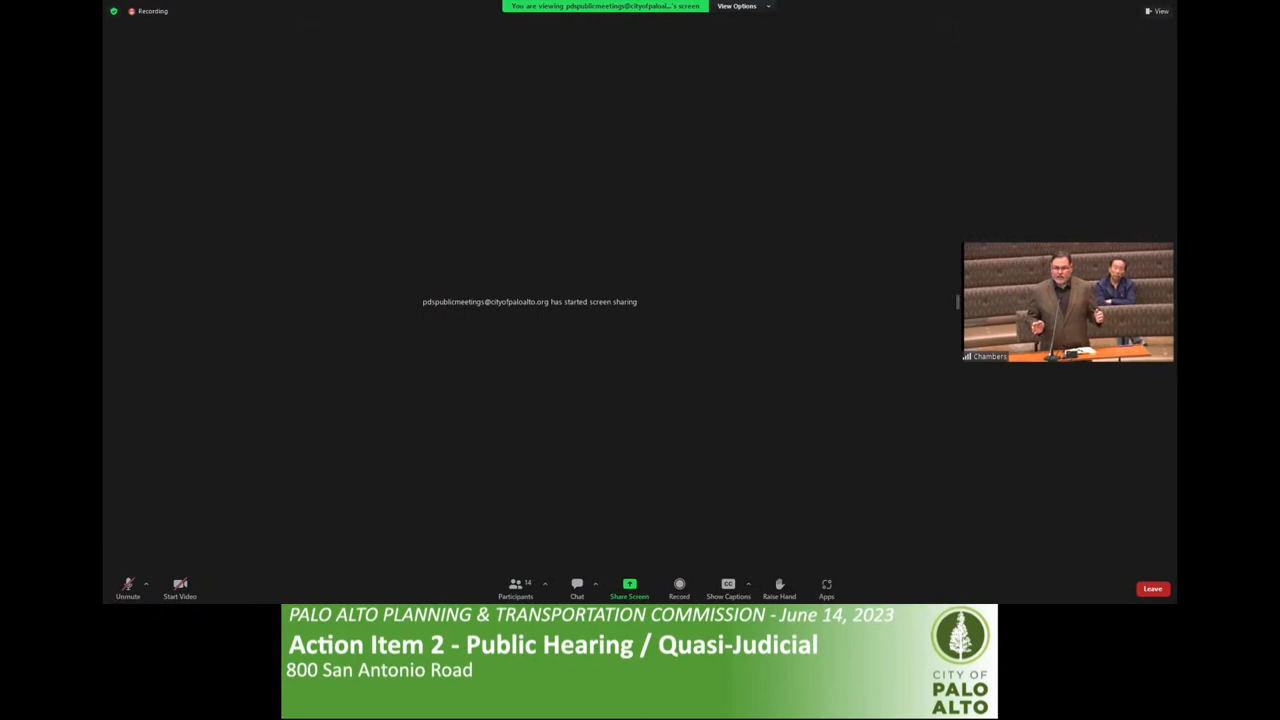 Recording
You are viewing pdspublicmeetings@cityofpaloal...'s screen
View Options
View
pdspublicmeetings@cityofpaloalto.org has started screen sharing
Chambers
Unmute
Start Video
14
Participants
Chat
Share Screen
Record
CC
Show Captions
Raise Hand
Apps
Leave
PALO ALTO PLANNING & TRANSPORTATION COMMISSION - June 14, 2023
Action Item 2 - Public Hearing / Quasi-Judicial
800 San Antonio Road
CITY OF
PALO
ALTO